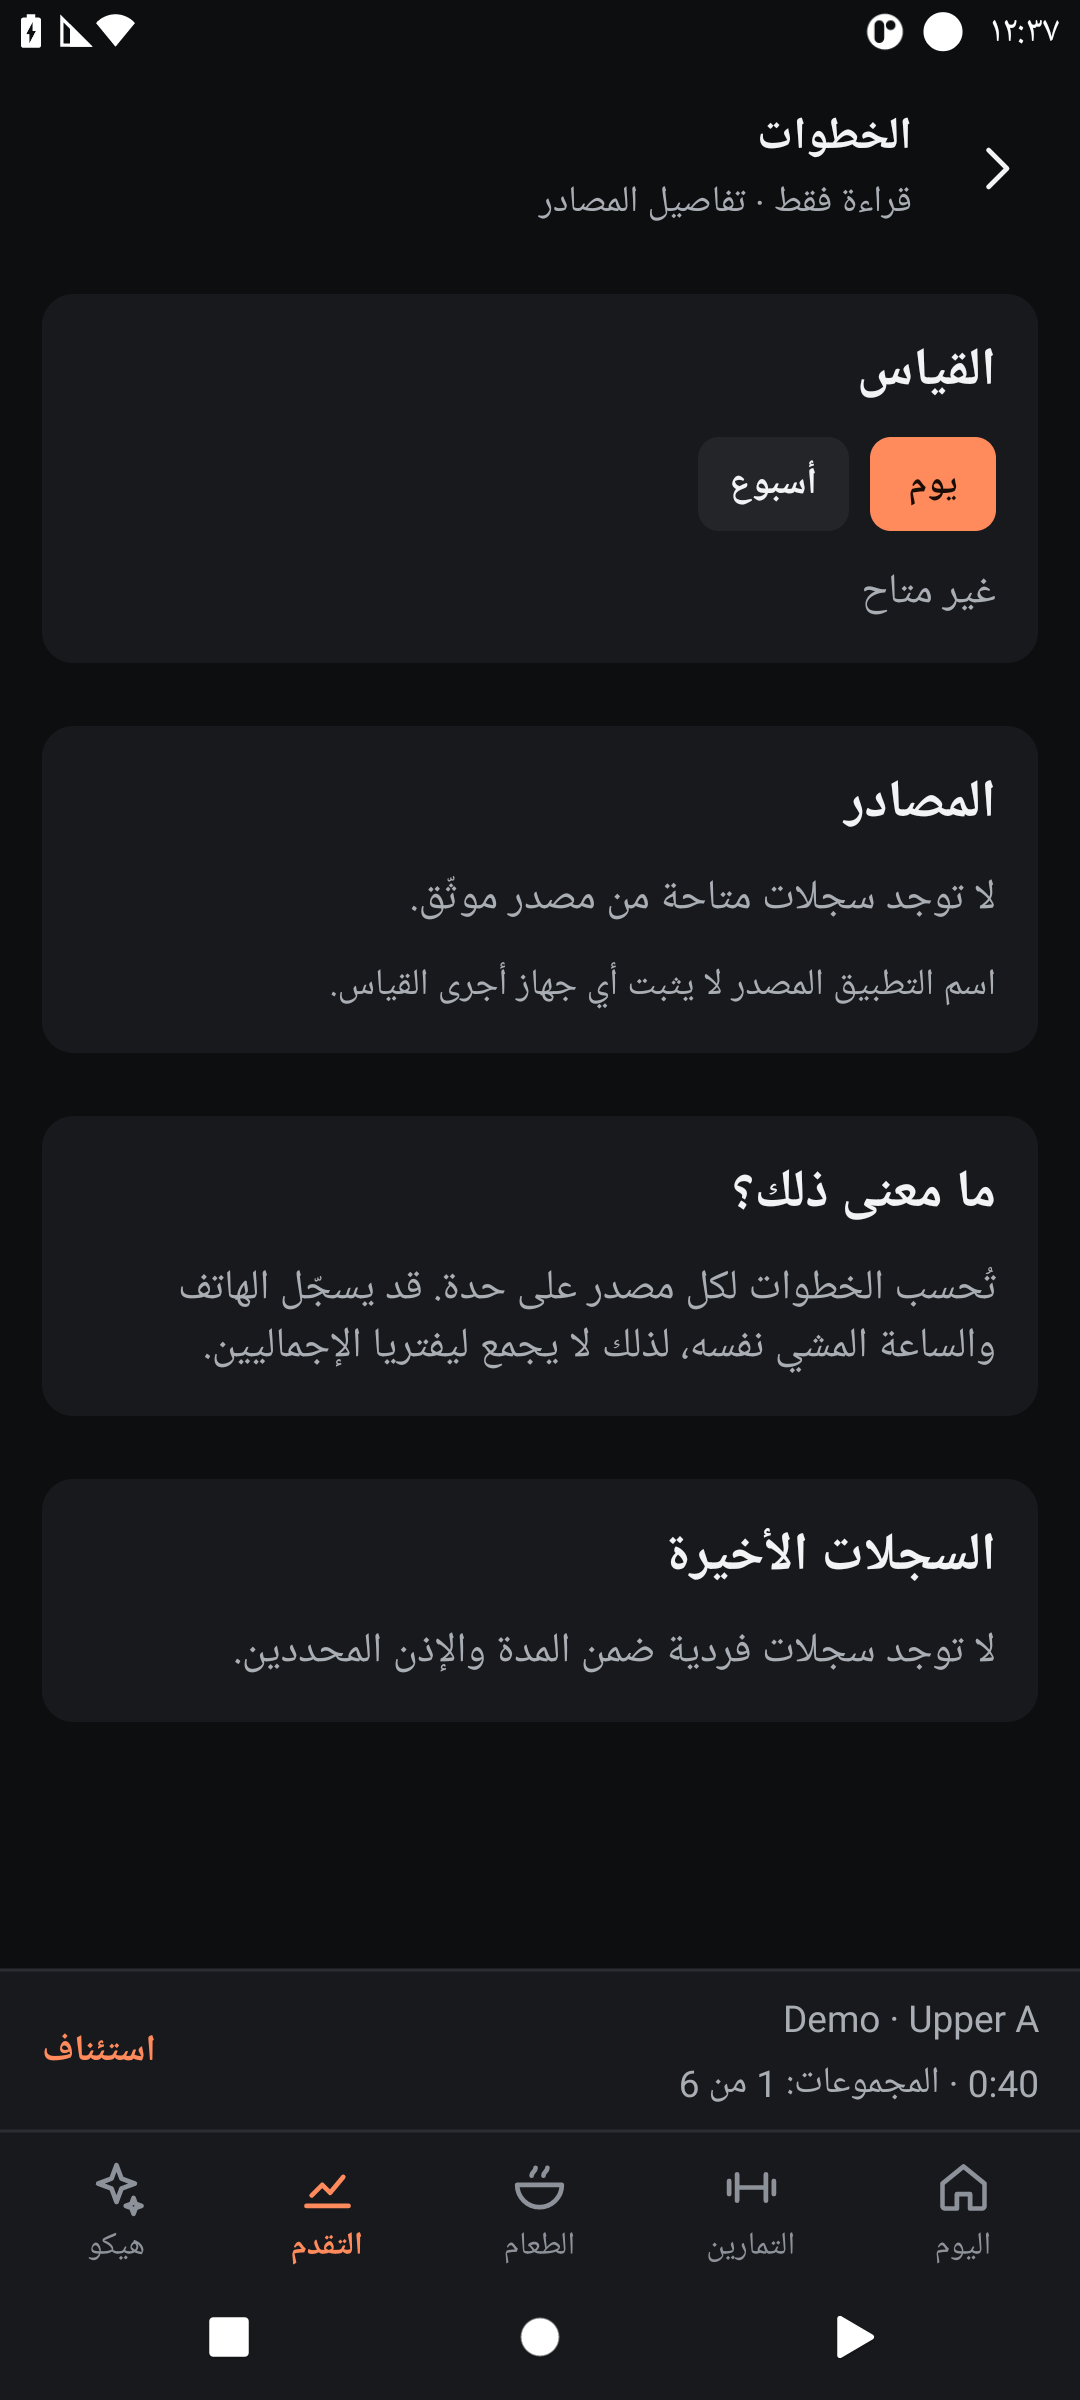 ١٢:٣٧
الخطوات
قراءة فقط · تفاصيل المصادر
القياس
يوم
أسبوع
غير متاح
المصادر
لا توجد سجلات متاحة من مصدر موثّق.
اسم التطبيق المصدر لا يثبت أي جهاز أجرى القياس.
ما معنى ذلك؟
تُحسب الخطوات لكل مصدر على حدة. قد يسجّل الهاتف
والساعة المشي نفسه، لذلك لا يجمع ليفتريا الإجماليين.
السجلات الأخيرة
لا توجد سجلات فردية ضمن المدة والإذن المحددين.
Demo · Upper A
0:40 · المجموعات: 1 من 6
استئناف
اليوم
التمارين
الطعام
التقدم
هيكو